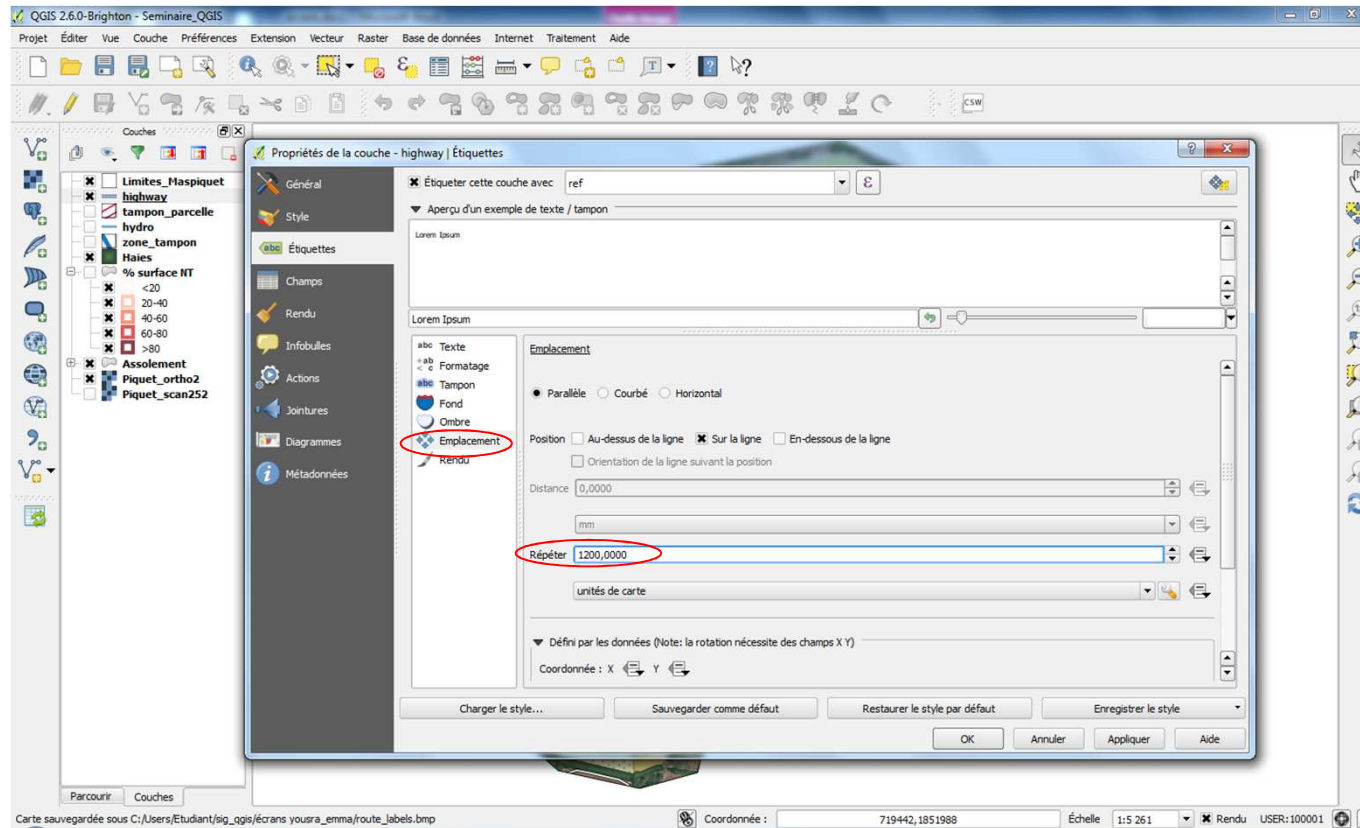 QGIS 2.6.0-Brighton - Seminaire_QGIS
Projet Éditer Vue Couche Préférences Extension Vecteur Raster Base de données Internet Traitement Aide
CSW
Couches
Limites_Maspiquet
highway
tampon_parcelle
hydro
zone_tampon
Haies
% surface NT
<20
20-40
40-60
60-80
>80
Assolement
Piquet_ortho2
Piquet_scan252
Parcourir Couches
Propriétés de la couche - highway | Étiquettes
Général
Style
abc Étiquettes
Champs
Rendu
Infobulles
Actions
Jointures
Diagrammes
Métadonnées
Étiqueter cette couche avec ref ε
Aperçu d'un exemple de texte / tampon
Lorem Ipsum
Lorem Ipsum
abc Texte
Formatage
abc Tampon
Fond
Ombre
Emplacement
Rendu
Emplacement
Parallèle Courbé Horizontal
Position Au-dessus de la ligne Sur la ligne En-dessous de la ligne
Orientation de la ligne suivant la position
Distance 0,0000
mm
Répéter 1200,0000
unités de carte
Défini par les données (Note: la rotation nécessite des champs X Y)
Coordonnée : X Y
Charger le style... Sauvegarder comme défaut Restaurer le style par défaut Enregistrer le style
OK Annuler Appliquer Aide
Carte sauvegardée sous C:/Users/Etudiant/sig_qgis/écrans yousra_emma/route_labels.bmp Coordonnée : 719442,1851988 Échelle 1:5 261 Rendu USER:100001